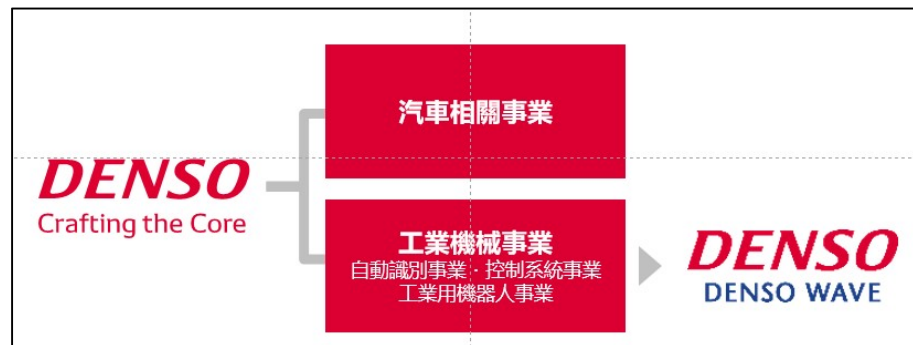 DENSO
Crafting the Core
汽車相關事業
工業機械事業
自動識別事業・控制系統事業
工業用機器人事業
DENSO
DENSO WAVE